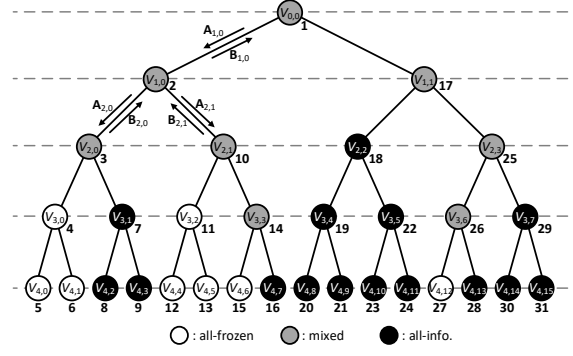 V0,0
1
A1,0
B1,0
V1,0 2
V1,1 17
A2,0
B2,0
A2,1
B2,1
V2,0 3
V2,1 10
V2,2 18
V2,3 25
V3,0 4
V3,1 7
V3,2 11
V3,3 14
V3,4 19
V3,5 22
V3,6 26
V3,7 29
V4,0 V4,1 V4,2 V4,3 V4,4 V4,5 V4,6 V4,7 V4,8 V4,9 V4,10 V4,11 V4,12 V4,13 V4,14 V4,15
5 6 8 9 12 13 15 16 20 21 23 24 27 28 30 31
: all-frozen : mixed : all-info.